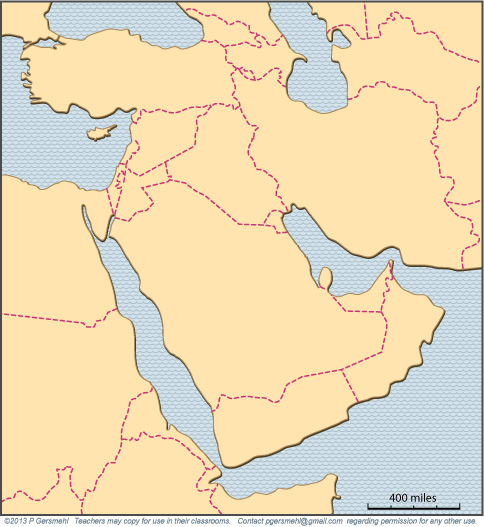 400 miles
©2013 P Gersmehl Teachers may copy for use in their classrooms. Contact pgersmehl@gmail.com regarding permission for any other use.